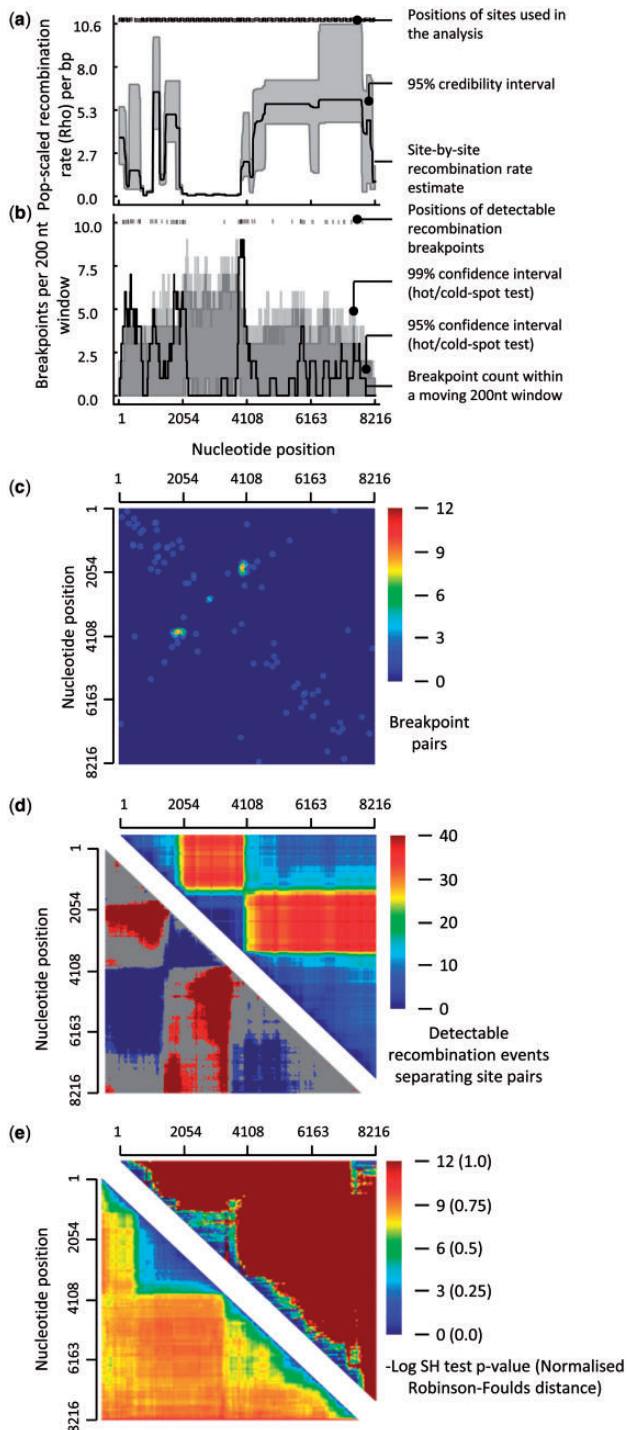 (a)
Pop-scaled recombination
rate (Rho) per bp
10.6
8.0
5.3
2.7
0.0
Positions of sites used in
the analysis
95% credibility interval
Site-by-site
recombination rate
estimate
(b)
Breakpoints per 200 nt
window
10.0
7.5
5.0
2.5
0.0
Positions of detectable
recombination
breakpoints
99% confidence interval
(hot/cold-spot test)
95% confidence interval
(hot/cold-spot test)
Breakpoint count within
a moving 200nt window
1 2054 4108 6163 8216
Nucleotide position
(c)
1 2054 4108 6163 8216
Nucleotide position
1
2054
4108
6163
8216
12
9
6
3
0
Breakpoint
pairs
(d)
1 2054 4108 6163 8216
Nucleotide position
1
2054
4108
6163
8216
40
30
20
10
0
Detectable
recombination events
separating site pairs
(e)
1 2054 4108 6163 8216
Nucleotide position
1
2054
4108
6163
8216
12 (1.0)
9 (0.75)
6 (0.5)
3 (0.25)
0 (0.0)
-Log SH test p-value (Normalised
Robinson-Foulds distance)